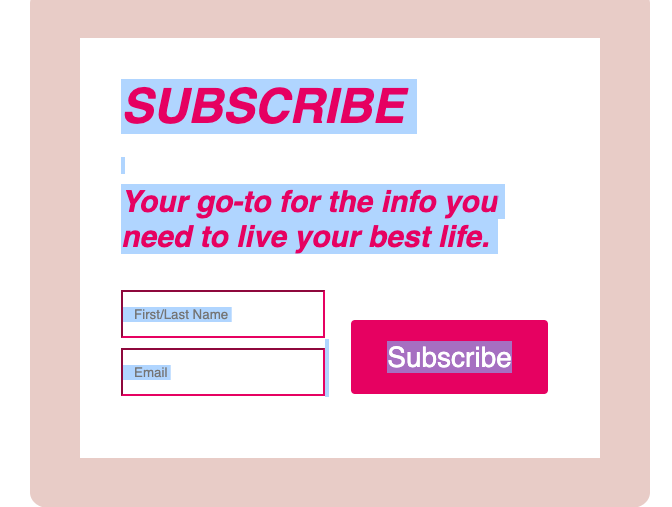 SUBSCRIBE
Your go-to for the info you
need to live your best life.
First/Last Name
Email
Subscribe